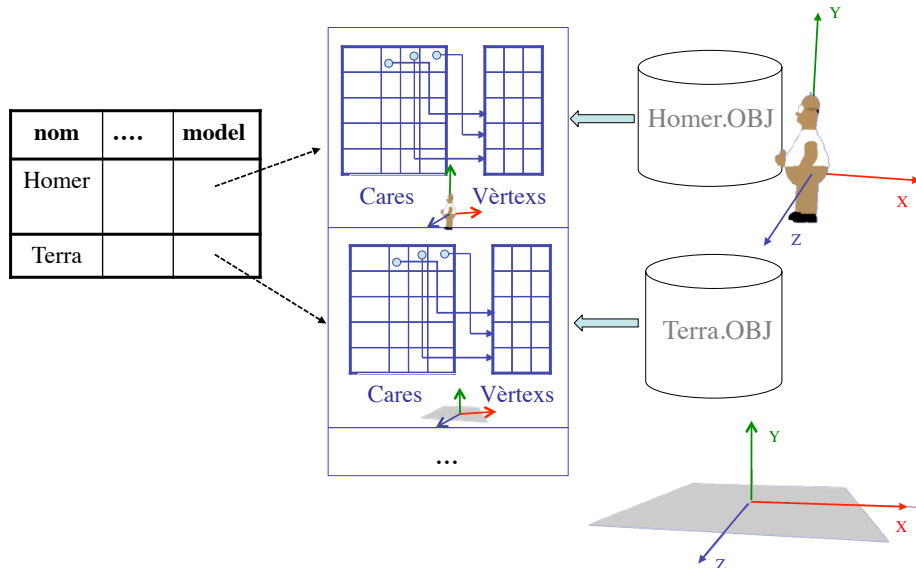 nom …. model
Homer
Terra
Cares Vèrtexs
Cares Vèrtexs
...
Homer.OBJ
Y
X
Z
Terra.OBJ
Y
X
Z